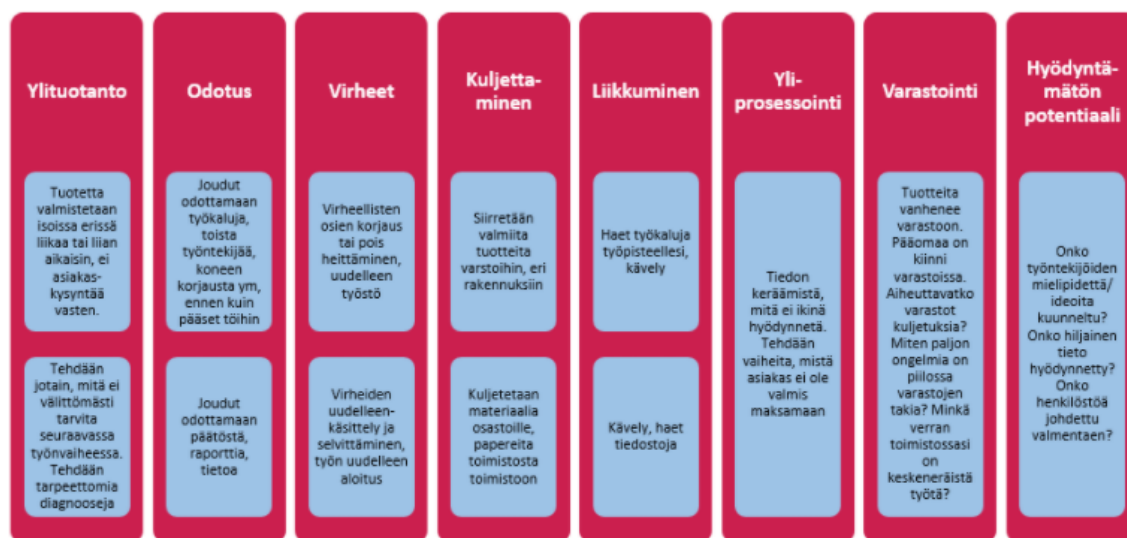 Ylituotanto
Tuotetta
valmistetaan
isoissa erissä
liikaa tai liian
aikaisin, ei
asiakas-
kysyntää
vasten.
Tehdään
jotain, mitä ei
välittömästi
tarvita
seuraavassa
työnvaiheessa.
Tehdään
tarpeettomia
diagnooseja
Odotus
Joudut
odottamaan
työkaluja,
toista
työntekijää,
koneen
korjausta ym,
ennen kuin
pääset töihin
Joudut
odottamaan
päätöstä,
raporttia,
tietoa
Virheet
Virheellisten
osien korjaus
tai pois
heittäminen,
uudelleen
työstö
Virheiden
uudelleen-
käsittely ja
selvittäminen,
työn uudelleen
aloitus
Kuljetta-
minen
Siirretään
valmiita
tuotteita
varstoihin, eri
rakennuksiin
Kuljetetaan
materiaalia
osastoille,
papereita
toimistosta
toimistoon
Liikkuminen
Haet työkaluja
työpisteellesi,
kävely
Kävely, haet
tiedostoja
Yli-
prosessointi
Tiedon
keräämistä,
mitä ei ikinä
hyödynnetä.
Tehdään
vaiheita, mistä
asiakas ei ole
valmis
maksamaan
Varastointi
Tuotteita
vanhenee
varastoon.
Pääomaa on
kiinni
varastoissa.
Aiheuttavatko
varastot
kuljetuksia?
Miten paljon
ongelmia on
piilossa
varastojen
takia? Minkä
verran
toimistossasi
on
keskeneräistä
työtä?
Hyödyntä-
mätön
potentiaali
Onko
työntekijöiden
mielipidettä/
ideoita
kuunneltu?
Onko hiljainen
tieto
hyödynnetty?
Onko
henkilöstöä
johdettu
valmentaen?